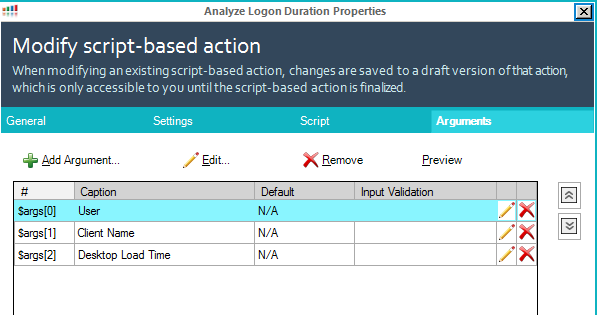 Analyze Logon Duration Properties
Modify script-based action
When modifying an existing script-based action, changes are saved to a draft version of that action,
which is only accessible to you until the script-based action is finalized.
General Settings Script Arguments
Add Argument... Edit... Remove Preview
# Caption Default Input Validation
$args[0] User N/A
$args[1] Client Name N/A
$args[2] Desktop Load Time N/A